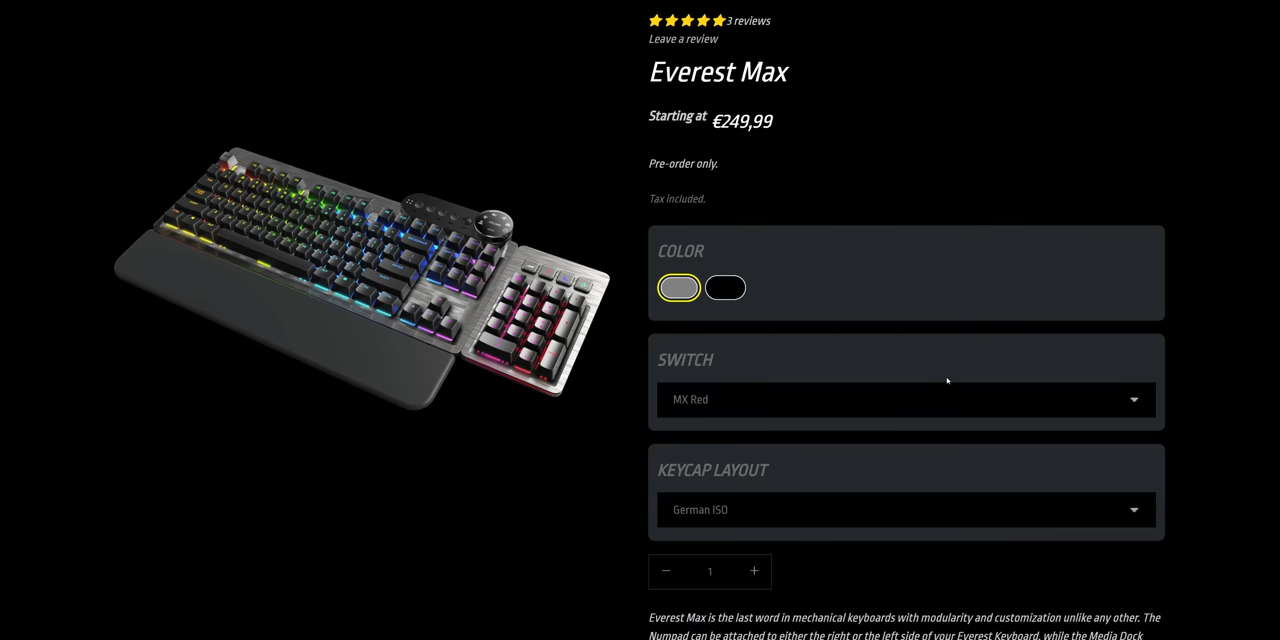 3 reviews
Leave a review
Everest Max
Starting at €249,99
Pre-order only.
Tax included.
COLOR
SWITCH
MX Red
KEYCAP LAYOUT
German ISO
− 1 +
Everest Max is the last word in mechanical keyboards with modularity and customization unlike any other. The
Numpad can be attached to either the right or the left side of your Everest Keyboard, while the Media Dock